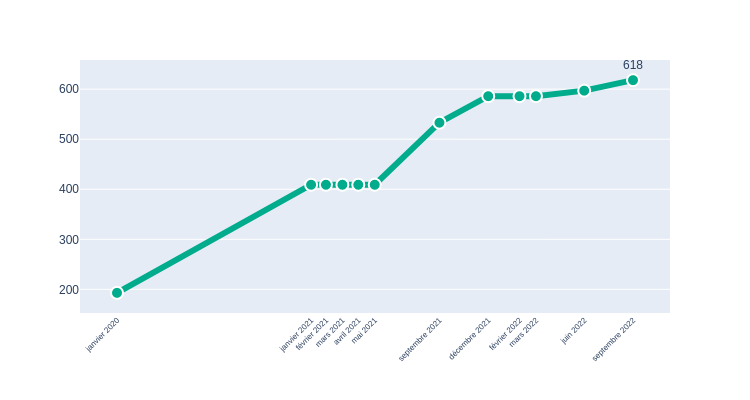 618
600
500
400
300
200
janvier 2020
janvier 2021
février 2021
mars 2021
avril 2021
mai 2021
septembre 2021
décembre 2021
février 2022
mars 2022
juin 2022
septembre 2022